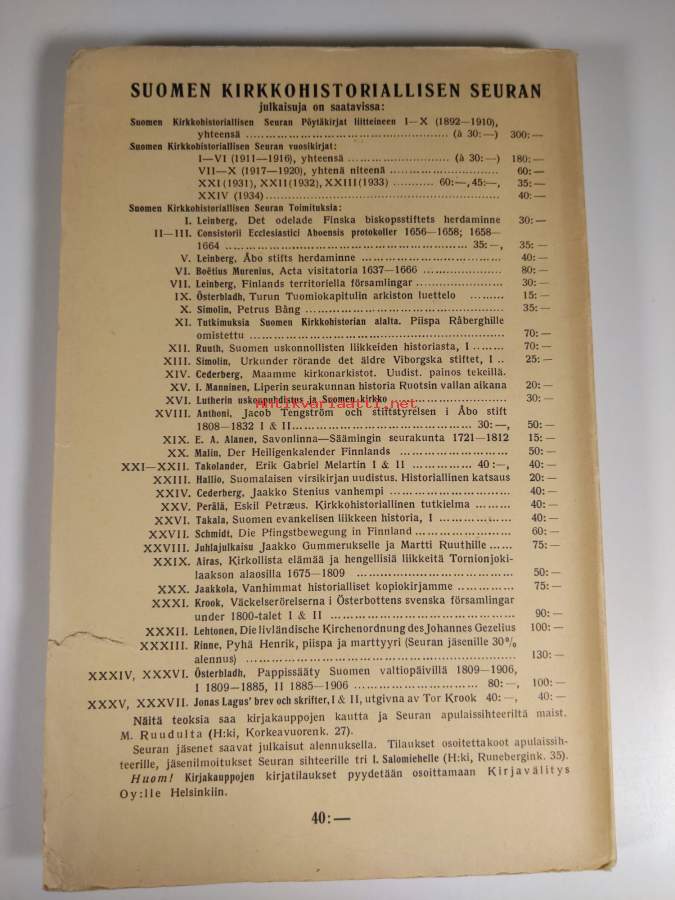 SUOMEN KIRKKOHISTORIALLISEN SEURAN
julkaisuja on saatavissa:
Suomen Kirkkohistoriallisen Seuran Pöytäkirjat liitteineen I—X (1892—1910),
yhteensä ........ (à 30:—) 300:—
Suomen Kirkkohistoriallisen Seuran vuosikirjat:
I—VI (1911—1916), yhteensä ........ (à 30:—) 180:—
VII—X (1917—1920), yhtenä niteenä ........ 60:—
XXI (1931), XXII (1932), XXIII (1933) ........ 60:—, 45:—, 35:—
XXIV (1934) ........ 40:—
Suomen Kirkkohistoriallisen Seuran Toimituksia:
I. Leinberg, Det odelade Finska biskopsstiftets herdaminne 30:—
II—III. Consistorii Ecclesiastici Aboensis protokoller 1656—1658; 1658—
1664 ........ 35:—, 35:—
V. Leinberg, Åbo stifts herdaminne ........ 40:—
VI. Boëtius Murenius, Acta visitatoria 1637—1666 ........ 80:—
VII. Leinberg, Finlands territoriella församlingar ........ 30:—
IX. Österbladh, Turun Tuomiokapitulin arkiston luettelo ........ 15:—
X. Simolin, Petrus Bång ........ 35:—
XI. Tutkimuksia Suomen Kirkkohistorian alalta. Piispa Råberghille
omistettu ........ 70:—
XII. Ruuth, Suomen uskonnollisten liikkeiden historiasta, I ........ 70:—
XIII. Simolin, Urkunder rörande det äldre Viborgska stiftet, I .. 25:—
XIV. Cederberg, Maamme kirkonarkistot. Uudist. painos tekeillä.
XV. I. Manninen, Liperin seurakunnan historia Ruotsin vallan aikana 20:—
XVI. Lutherin uskonpuhdistus ja Suomen kirkko ........ 30:—
Antikvariaatti.net
XVIII. Anthoni, Jacob Tengström och stiftstyrelsen i Åbo stift
1808—1832 I & II ........ 30:—, 50:—
XIX. E. A. Alanen, Savonlinna—Säämingin seurakunta 1721—1812 15:—
XX. Malin, Der Heiligenkalender Finnlands ........ 50:—
XXI—XXII. Takolander, Erik Gabriel Melartin I & II ........ 40:—, 40:—
XXIII. Hallio, Suomalaisen virsikirjan uudistus. Historiallinen katsaus 20:—
XXIV. Cederberg, Jaakko Stenius vanhempi ........ 40:—
XXV. Perälä, Eskil Petræus. Kirkkohistoriallinen tutkielma ........ 40:—
XXVI. Takala, Suomen evankelisen liikkeen historia, I ........ 40:—
XXVII. Schmidt, Die Pfingstbewegung in Finnland ........ 60:—
XXVIII. Juhlajulkaisu Jaakko Gummerukselle ja Martti Ruuthille ...... 75:—
XXIX. Airas, Kirkollista elämää ja hengellisiä liikkeitä Tornionjoki-
laakson alaosilla 1675—1809 ........ 50:—
XXX. Jaakkola, Vanhimmat historialliset kopiokirjamme ........ 75:—
XXXI. Krook, Väckelserörelserna i Österbottens svenska församlingar
under 1800-talet I & II ........ 90:—
XXXII. Lehtonen, Die livländische Kirchenordnung des Johannes Gezelius 100:—
XXXIII. Rinne, Pyhä Henrik, piispa ja marttyyri (Seuran jäsenille 30%
alennus) ........ 130:—
XXXIV, XXXVI. Österbladh, Pappissääty Suomen valtiopäivillä 1809—1906,
I 1809—1885, II 1885—1906 ........ 80:—, 100:—
XXXV, XXXVII. Jonas Lagus' brev och skrifter, I & II, utgivna av Tor Krook 40:—, 40:—
Näitä teoksia saa kirjakauppojen kautta ja Seuran apulaissihteeriltä maist.
M. Ruudulta (H:ki, Korkeavuorenk. 27).
Seuran jäsenet saavat julkaisut alennuksella. Tilaukset osoitettakoot apulaissih-
teerille, jäsenilmoitukset Seuran sihteerille tri I. Salomiehelle (H:ki, Runebergink. 35).
Huom! Kirjakauppojen kirjatilaukset pyydetään osoittamaan Kirjavälitys
Oy:lle Helsinkiin.
40:—